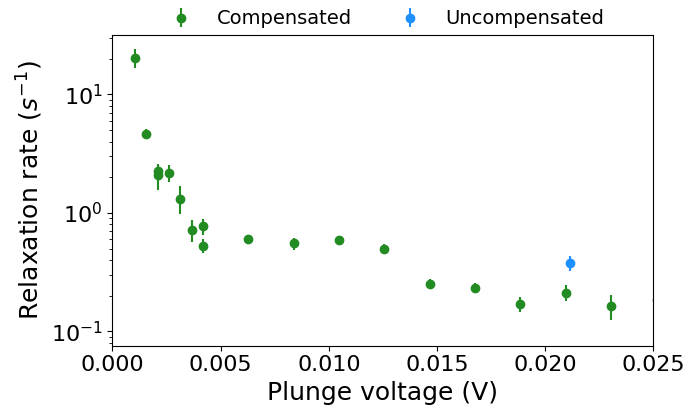 Compensated Uncompensated
Relaxation rate (s⁻¹)
10¹
10⁰
10⁻¹
0.000 0.005 0.010 0.015 0.020 0.025
Plunge voltage (V)